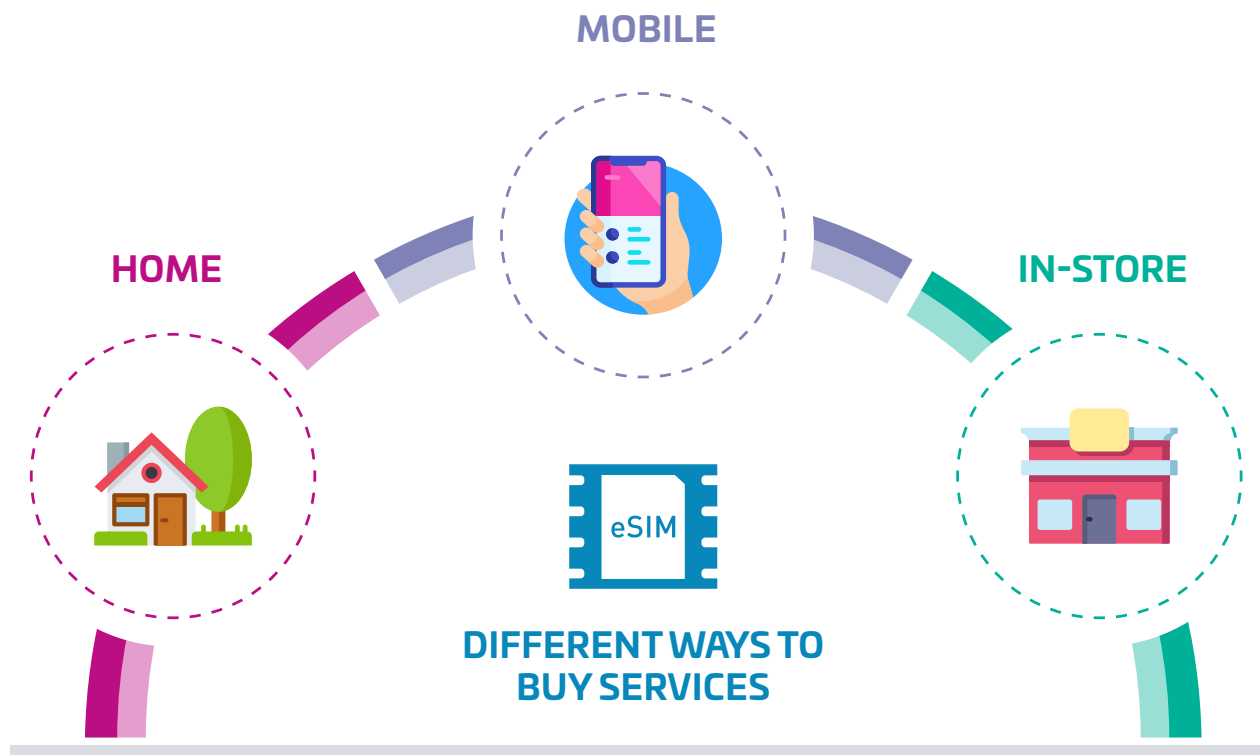 MOBILE
HOME
IN-STORE
eSIM
DIFFERENT WAYS TO
BUY SERVICES